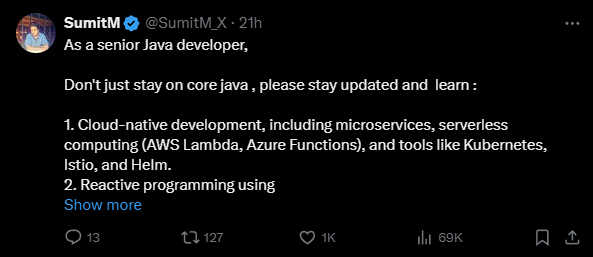 SumitM @SumitM_X · 21h
As a senior Java developer,
Don't just stay on core java , please stay updated and  learn :
1. Cloud-native development, including microservices, serverless
computing (AWS Lambda, Azure Functions), and tools like Kubernetes,
Istio, and Helm.
2. Reactive programming using
Show more
13 127 1K 69K